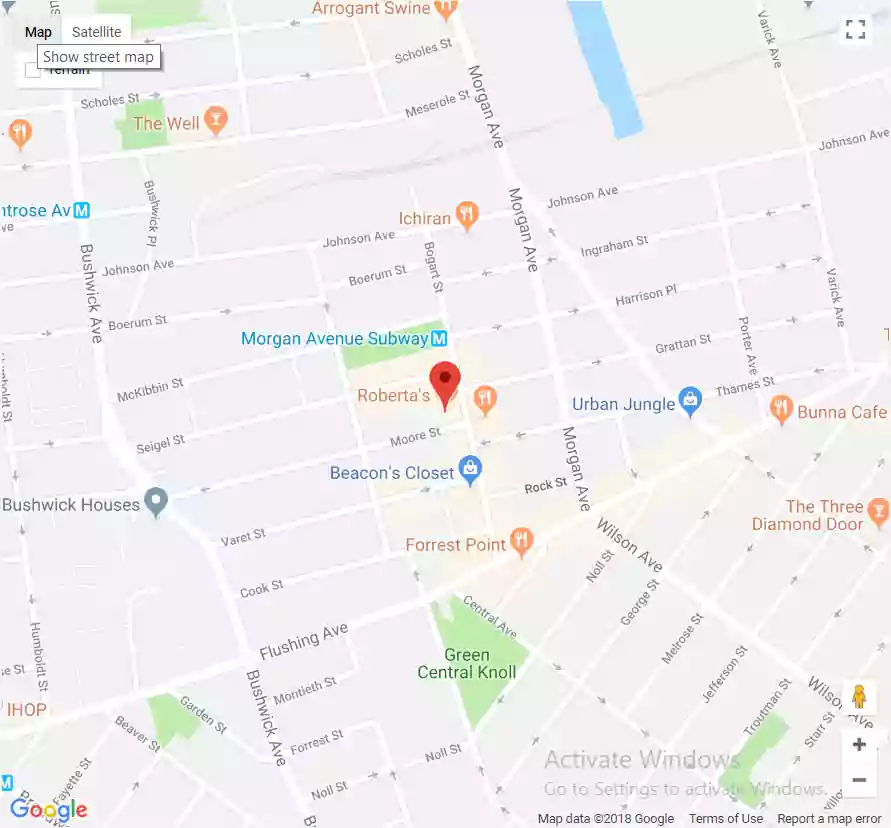 Arrogant Swine
Map
Satellite
Show street map
Terrain
Varick Ave
Scholes St
Morgan Ave
Scholes St
Meserole St
The Well
Johnson Ave
Bushwick Pl
Johnson Ave
ntrose Av M
Ichiran
Morgan Ave
Ingraham St
Johnson Ave
Bogart St
Bushwick Ave
Johnson Ave
Boerum St
Varick Ave
Harrison Pl
Boerum St
Morgan Avenue Subway M
Porter Ave
Grattan St
McKibbin St
Humboldt St
Thames St
Roberta's
Urban Jungle
Bunna Cafe
Moore St
Seigel St
Morgan Ave
Beacon's Closet
Rock St
Bushwick Houses
The Three
Diamond Door
Varet St
Wilson Ave
Forrest Point
Noll St
Cook St
George St
Central Ave
Flushing Ave
Melrose St
Humboldt St
Green
Central Knoll
Jefferson St
se St
Montieth St
Bushwick Ave
Troutman St
Wilson Ave
IHOP
Garden St
Beaver St
Starr St
Forrest St
Noll St
Activate Windows
Go to Settings to activate Windows.
Fayette St
Noll St
M
Google
Map data ©2018 Google
Terms of Use
Report a map error